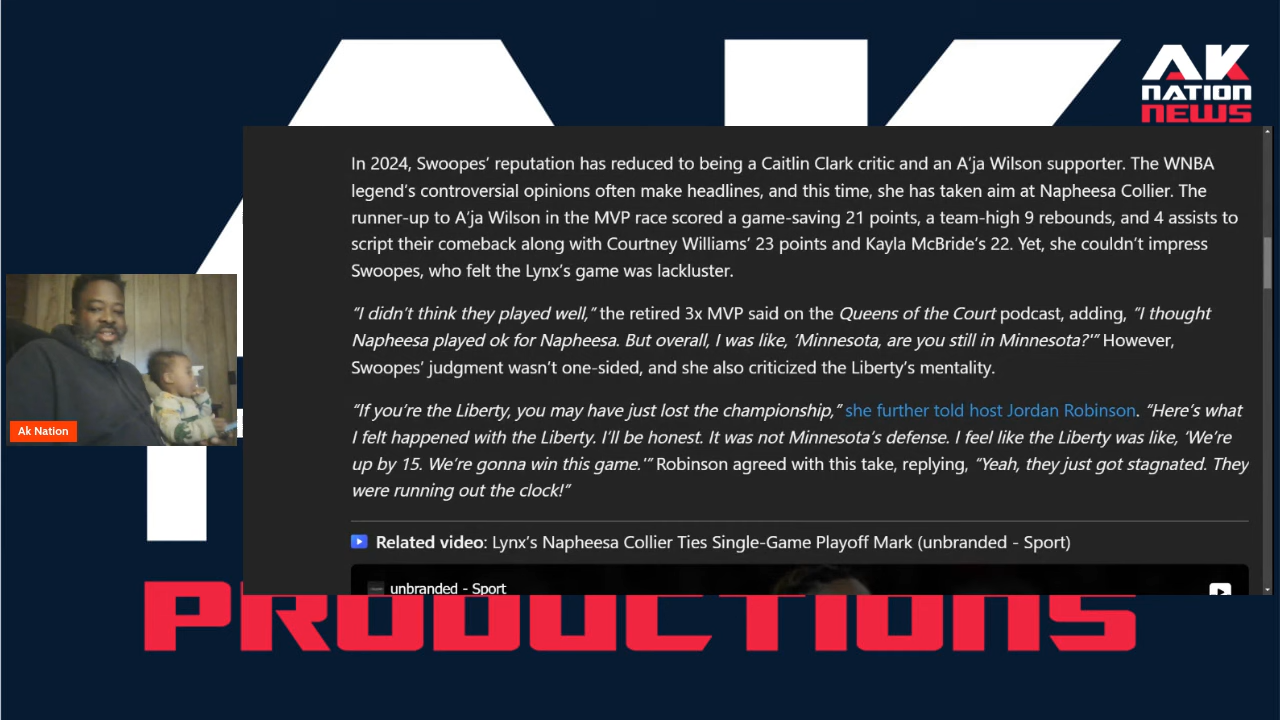 AK
NATION
NEWS
In 2024, Swoopes' reputation has reduced to being a Caitlin Clark critic and an A'ja Wilson supporter. The WNBA
legend's controversial opinions often make headlines, and this time, she has taken aim at Napheesa Collier. The
runner-up to A'ja Wilson in the MVP race scored a game-saving 21 points, a team-high 9 rebounds, and 4 assists to
script their comeback along with Courtney Williams' 23 points and Kayla McBride's 22. Yet, she couldn't impress
Swoopes, who felt the Lynx's game was lackluster.
“I didn't think they played well,” the retired 3x MVP said on the Queens of the Court podcast, adding, “I thought
Napheesa played ok for Napheesa. But overall, I was like, ‘Minnesota, are you still in Minnesota?'” However,
Swoopes' judgment wasn't one-sided, and she also criticized the Liberty's mentality.
“If you're the Liberty, you may have just lost the championship,” she further told host Jordan Robinson. “Here's what
I felt happened with the Liberty. I'll be honest. It was not Minnesota's defense. I feel like the Liberty was like, ‘We're
up by 15. We're gonna win this game.'” Robinson agreed with this take, replying, “Yeah, they just got stagnated. They
were running out the clock!”
Related video: Lynx's Napheesa Collier Ties Single-Game Playoff Mark (unbranded - Sport)
unbranded - Sport
Ak Nation
PRODUCTIONS